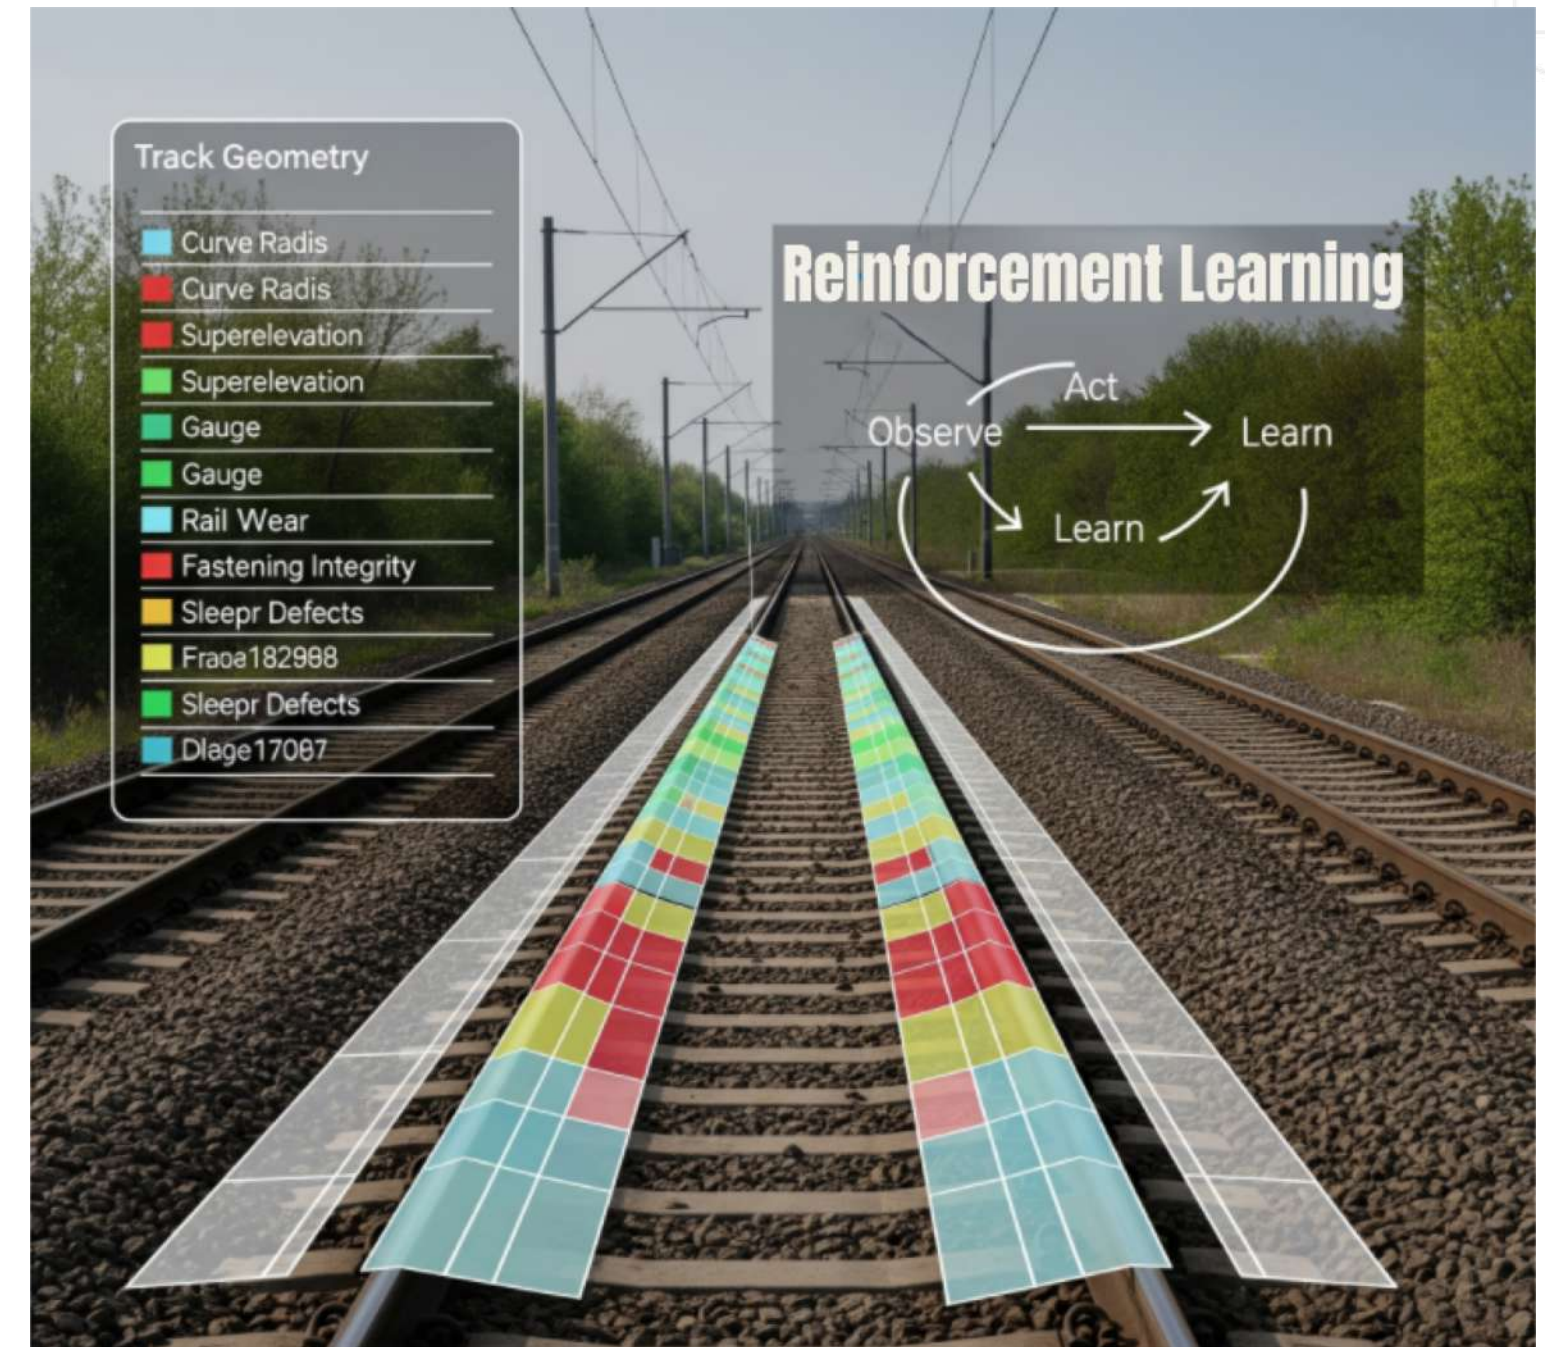 Track Geometry
Curve Radis
Curve Radis
Superelevation
Superelevation
Gauge
Gauge
Rail Wear
Fastening Integrity
Sleepr Defects
Fraoa182988
Sleepr Defects
Dlage17087
Reinforcement Learning
Act
Observe
Learn
Learn